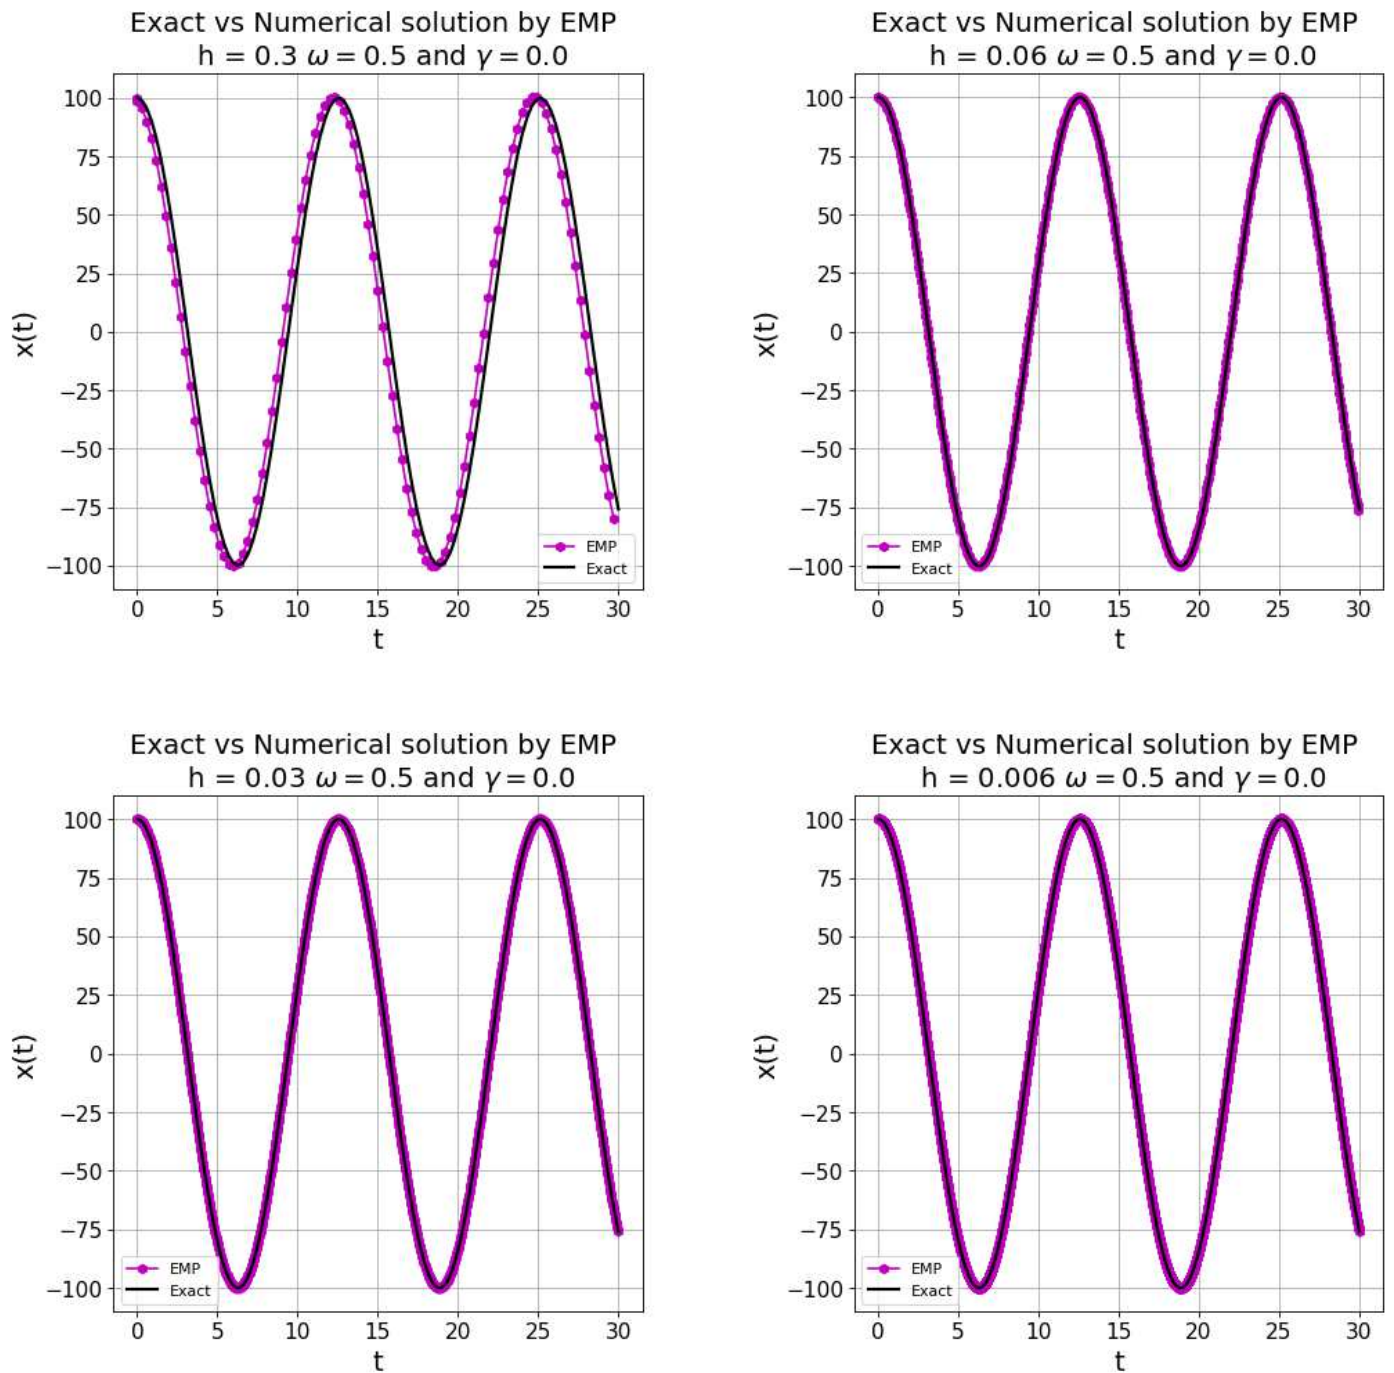 Exact vs Numerical solution by EMP
h = 0.3 ω = 0.5 and γ = 0.0
100
75
50
25
0
−25
−50
−75
−100
x(t)
EMP
Exact
0 5 10 15 20 25 30
t
Exact vs Numerical solution by EMP
h = 0.06 ω = 0.5 and γ = 0.0
100
75
50
25
0
−25
−50
−75
−100
x(t)
EMP
Exact
0 5 10 15 20 25 30
t
Exact vs Numerical solution by EMP
h = 0.03 ω = 0.5 and γ = 0.0
100
75
50
25
0
−25
−50
−75
−100
x(t)
EMP
Exact
0 5 10 15 20 25 30
t
Exact vs Numerical solution by EMP
h = 0.006 ω = 0.5 and γ = 0.0
100
75
50
25
0
−25
−50
−75
−100
x(t)
EMP
Exact
0 5 10 15 20 25 30
t